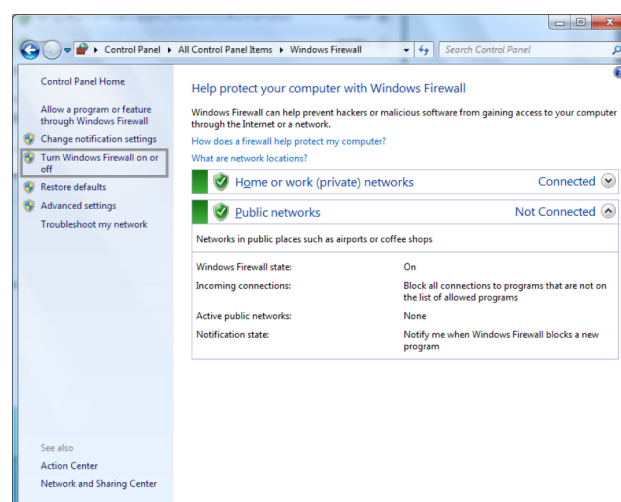 Control Panel ▸ All Control Panel Items ▸ Windows Firewall
Search Control Panel
Control Panel Home
Allow a program or feature
through Windows Firewall
Change notification settings
Turn Windows Firewall on or
off
Restore defaults
Advanced settings
Troubleshoot my network
See also
Action Center
Network and Sharing Center
Help protect your computer with Windows Firewall
Windows Firewall can help prevent hackers or malicious software from gaining access to your computer
through the Internet or a network.
How does a firewall help protect my computer?
What are network locations?
Home or work (private) networks Connected
Public networks Not Connected
Networks in public places such as airports or coffee shops
Windows Firewall state: On
Incoming connections: Block all connections to programs that are not on
the list of allowed programs
Active public networks: None
Notification state: Notify me when Windows Firewall blocks a new
program